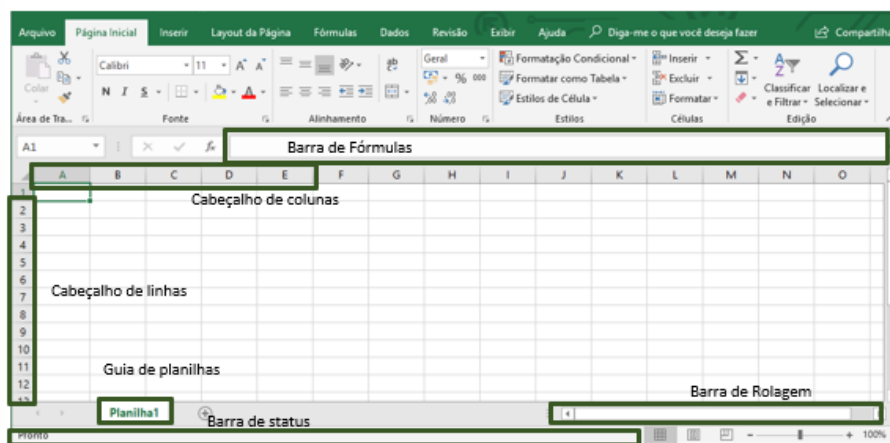 Arquivo Página Inicial Inserir Layout da Página Fórmulas Dados Revisão Exibir Ajuda Diga-me o que você deseja fazer Compartilha
Calibri 11 A A ab Geral Formatação Condicional Inserir Σ A Z
Colar N I S A % 000 Formatar como Tabela Excluir Classificar Localizar e
Estilos de Célula Formatar e Filtrar Selecionar
Área de Tra... Fonte Alinhamento Número Estilos Células Edição
A1 fx Barra de Fórmulas
A B C D E F G H I J K L M N O
1 Cabeçalho de colunas
2
3
4
5
6
7 Cabeçalho de linhas
8
9
10
11 Guia de planilhas
12 Barra de Rolagem
13
Planilha1
Barra de status
Pronto 100%